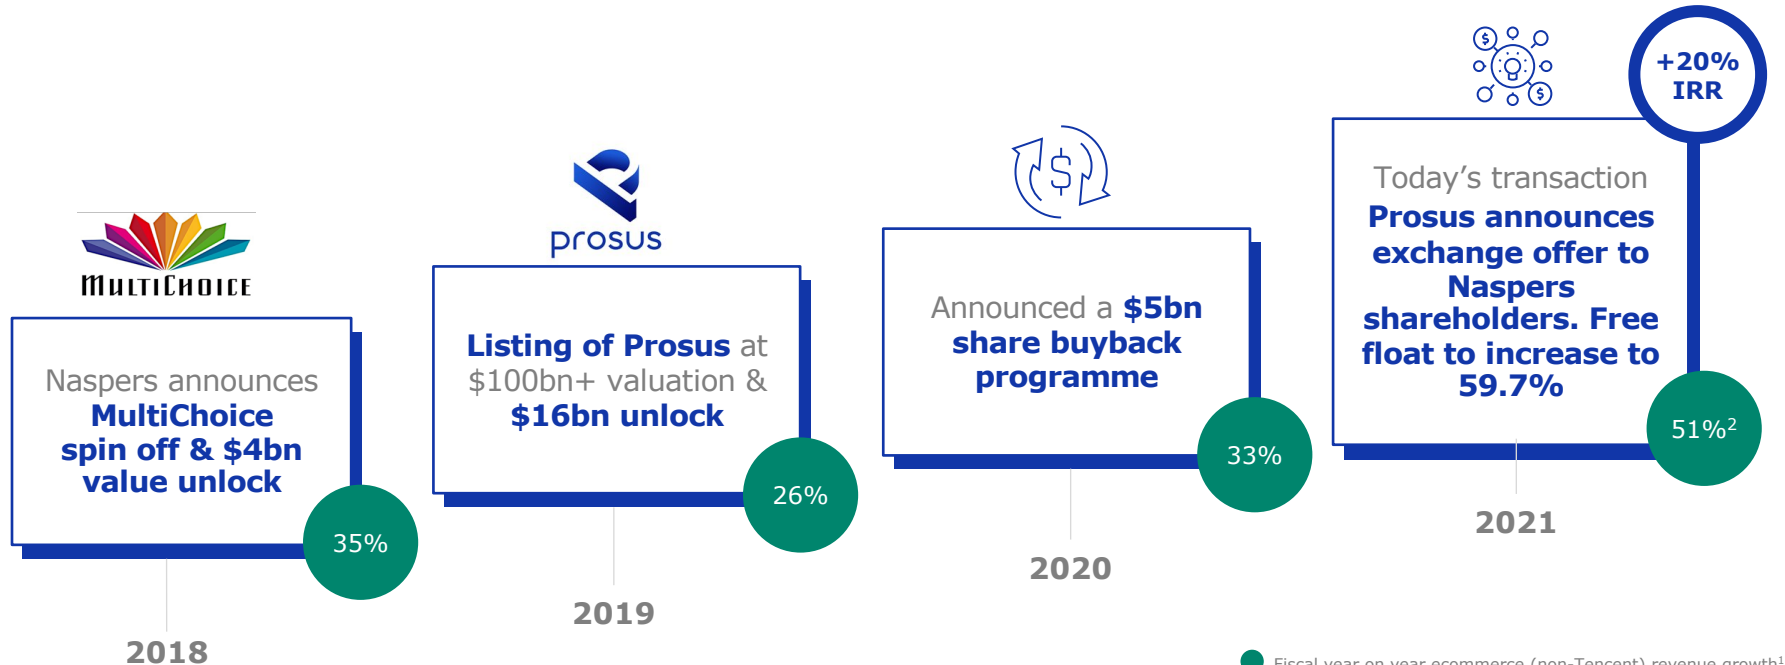 MULTICHOICE
Naspers announces
MultiChoice
spin off & $4bn
value unlock
35%
2018
prosus
Listing of Prosus at
$100bn+ valuation &
$16bn unlock
26%
2019
$
Announced a $5bn
share buyback
programme
33%
2020
$
$
+20%
IRR
Today's transaction
Prosus announces
exchange offer to
Naspers
shareholders. Free
float to increase to
59.7%
51%²
2021
Fiscal year on year ecommerce (non-Tencent) revenue growth¹